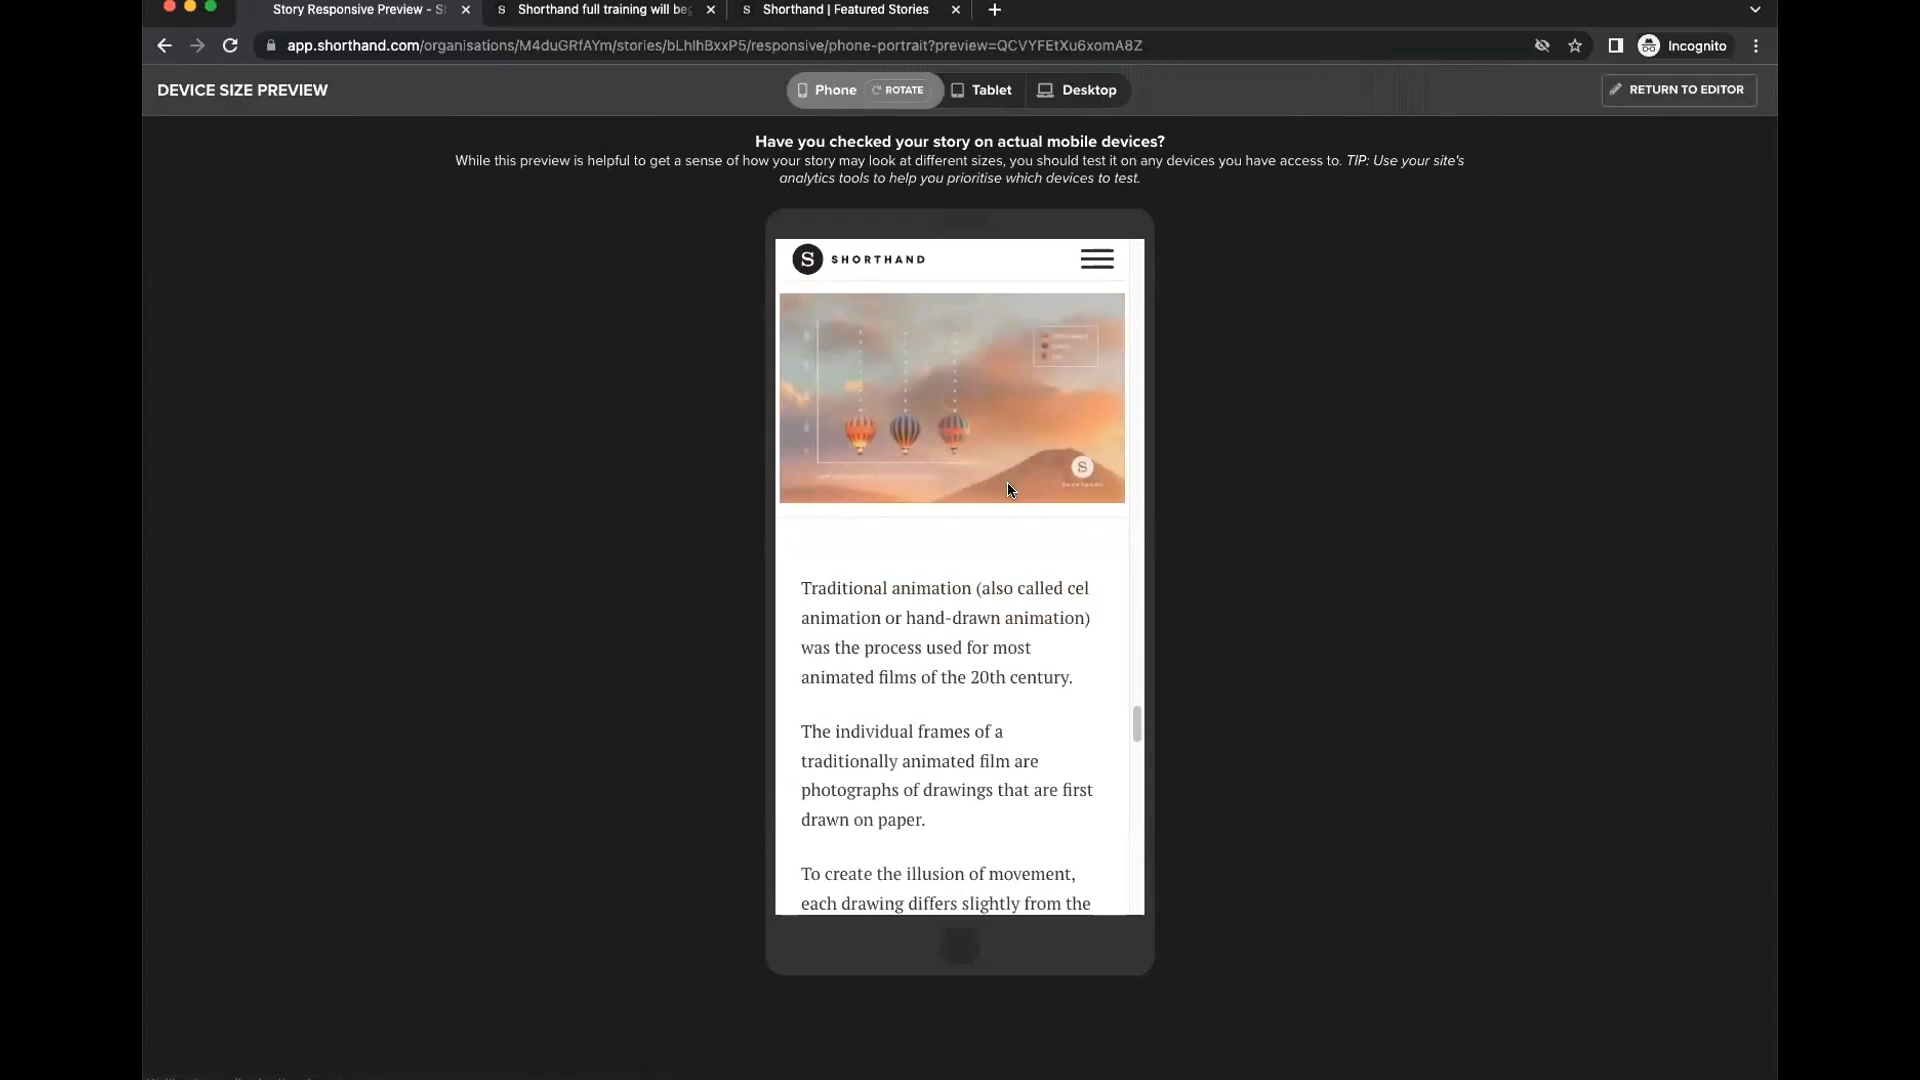 Story Responsive Preview - S
Shorthand full training will be
Shorthand | Featured Stories
app.shorthand.com/organisations/M4duGRfAYm/stories/bLhIhBxxP5/responsive/phone-portrait?preview=QCVYFEtXu6xomA8Z
Incognito
DEVICE SIZE PREVIEW
Phone
ROTATE
Tablet
Desktop
RETURN TO EDITOR
Have you checked your story on actual mobile devices?
While this preview is helpful to get a sense of how your story may look at different sizes, you should test it on any devices you have access to. TIP: Use your site's
analytics tools to help you prioritise which devices to test.
S SHORTHAND
S
Traditional animation (also called cel
animation or hand-drawn animation)
was the process used for most
animated films of the 20th century.
The individual frames of a
traditionally animated film are
photographs of drawings that are first
drawn on paper.
To create the illusion of movement,
each drawing differs slightly from the